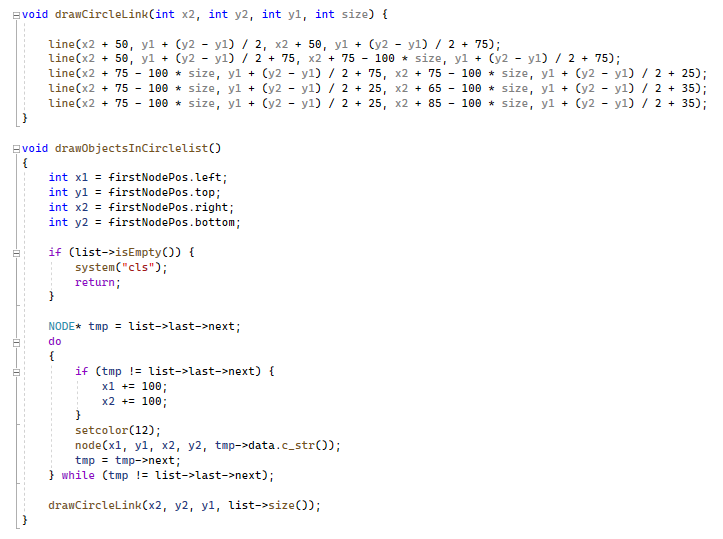 void drawCircleLink(int x2, int y2, int y1, int size) {
line(x2 + 50, y1 + (y2 - y1) / 2, x2 + 50, y1 + (y2 - y1) / 2 + 75);
line(x2 + 50, y1 + (y2 - y1) / 2 + 75, x2 + 75 - 100 * size, y1 + (y2 - y1) / 2 + 75);
line(x2 + 75 - 100 * size, y1 + (y2 - y1) / 2 + 75, x2 + 75 - 100 * size, y1 + (y2 - y1) / 2 + 25);
line(x2 + 75 - 100 * size, y1 + (y2 - y1) / 2 + 25, x2 + 65 - 100 * size, y1 + (y2 - y1) / 2 + 35);
line(x2 + 75 - 100 * size, y1 + (y2 - y1) / 2 + 25, x2 + 85 - 100 * size, y1 + (y2 - y1) / 2 + 35);
}
void drawObjectsInCirclelist()
{
int x1 = firstNodePos.left;
int y1 = firstNodePos.top;
int x2 = firstNodePos.right;
int y2 = firstNodePos.bottom;
if (list->isEmpty()) {
system("cls");
return;
}
NODE* tmp = list->last->next;
do
{
if (tmp != list->last->next) {
x1 += 100;
x2 += 100;
}
setcolor(12);
node(x1, y1, x2, y2, tmp->data.c_str());
tmp = tmp->next;
} while (tmp != list->last->next);
drawCircleLink(x2, y2, y1, list->size());
}